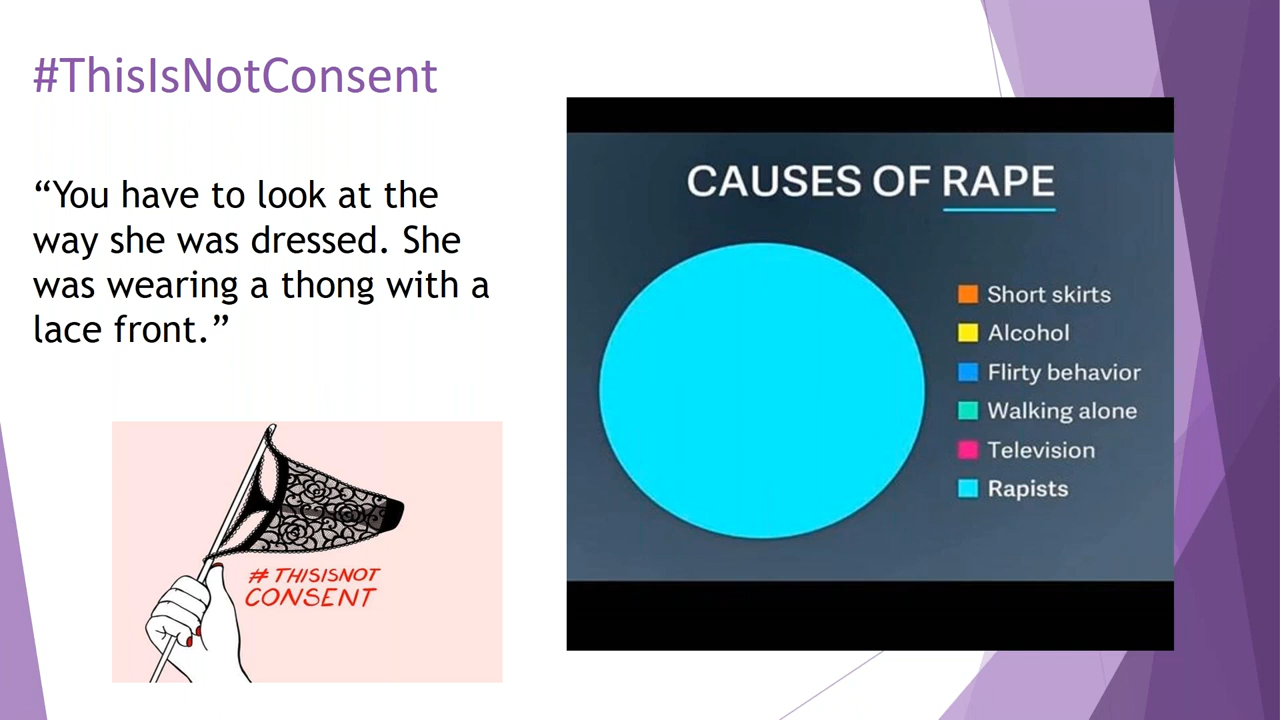 #ThisIsNotConsent
“You have to look at the
way she was dressed. She
was wearing a thong with a
lace front.”
# THISISNOT
CONSENT
CAUSES OF RAPE
Short skirts
Alcohol
Flirty behavior
Walking alone
Television
Rapists